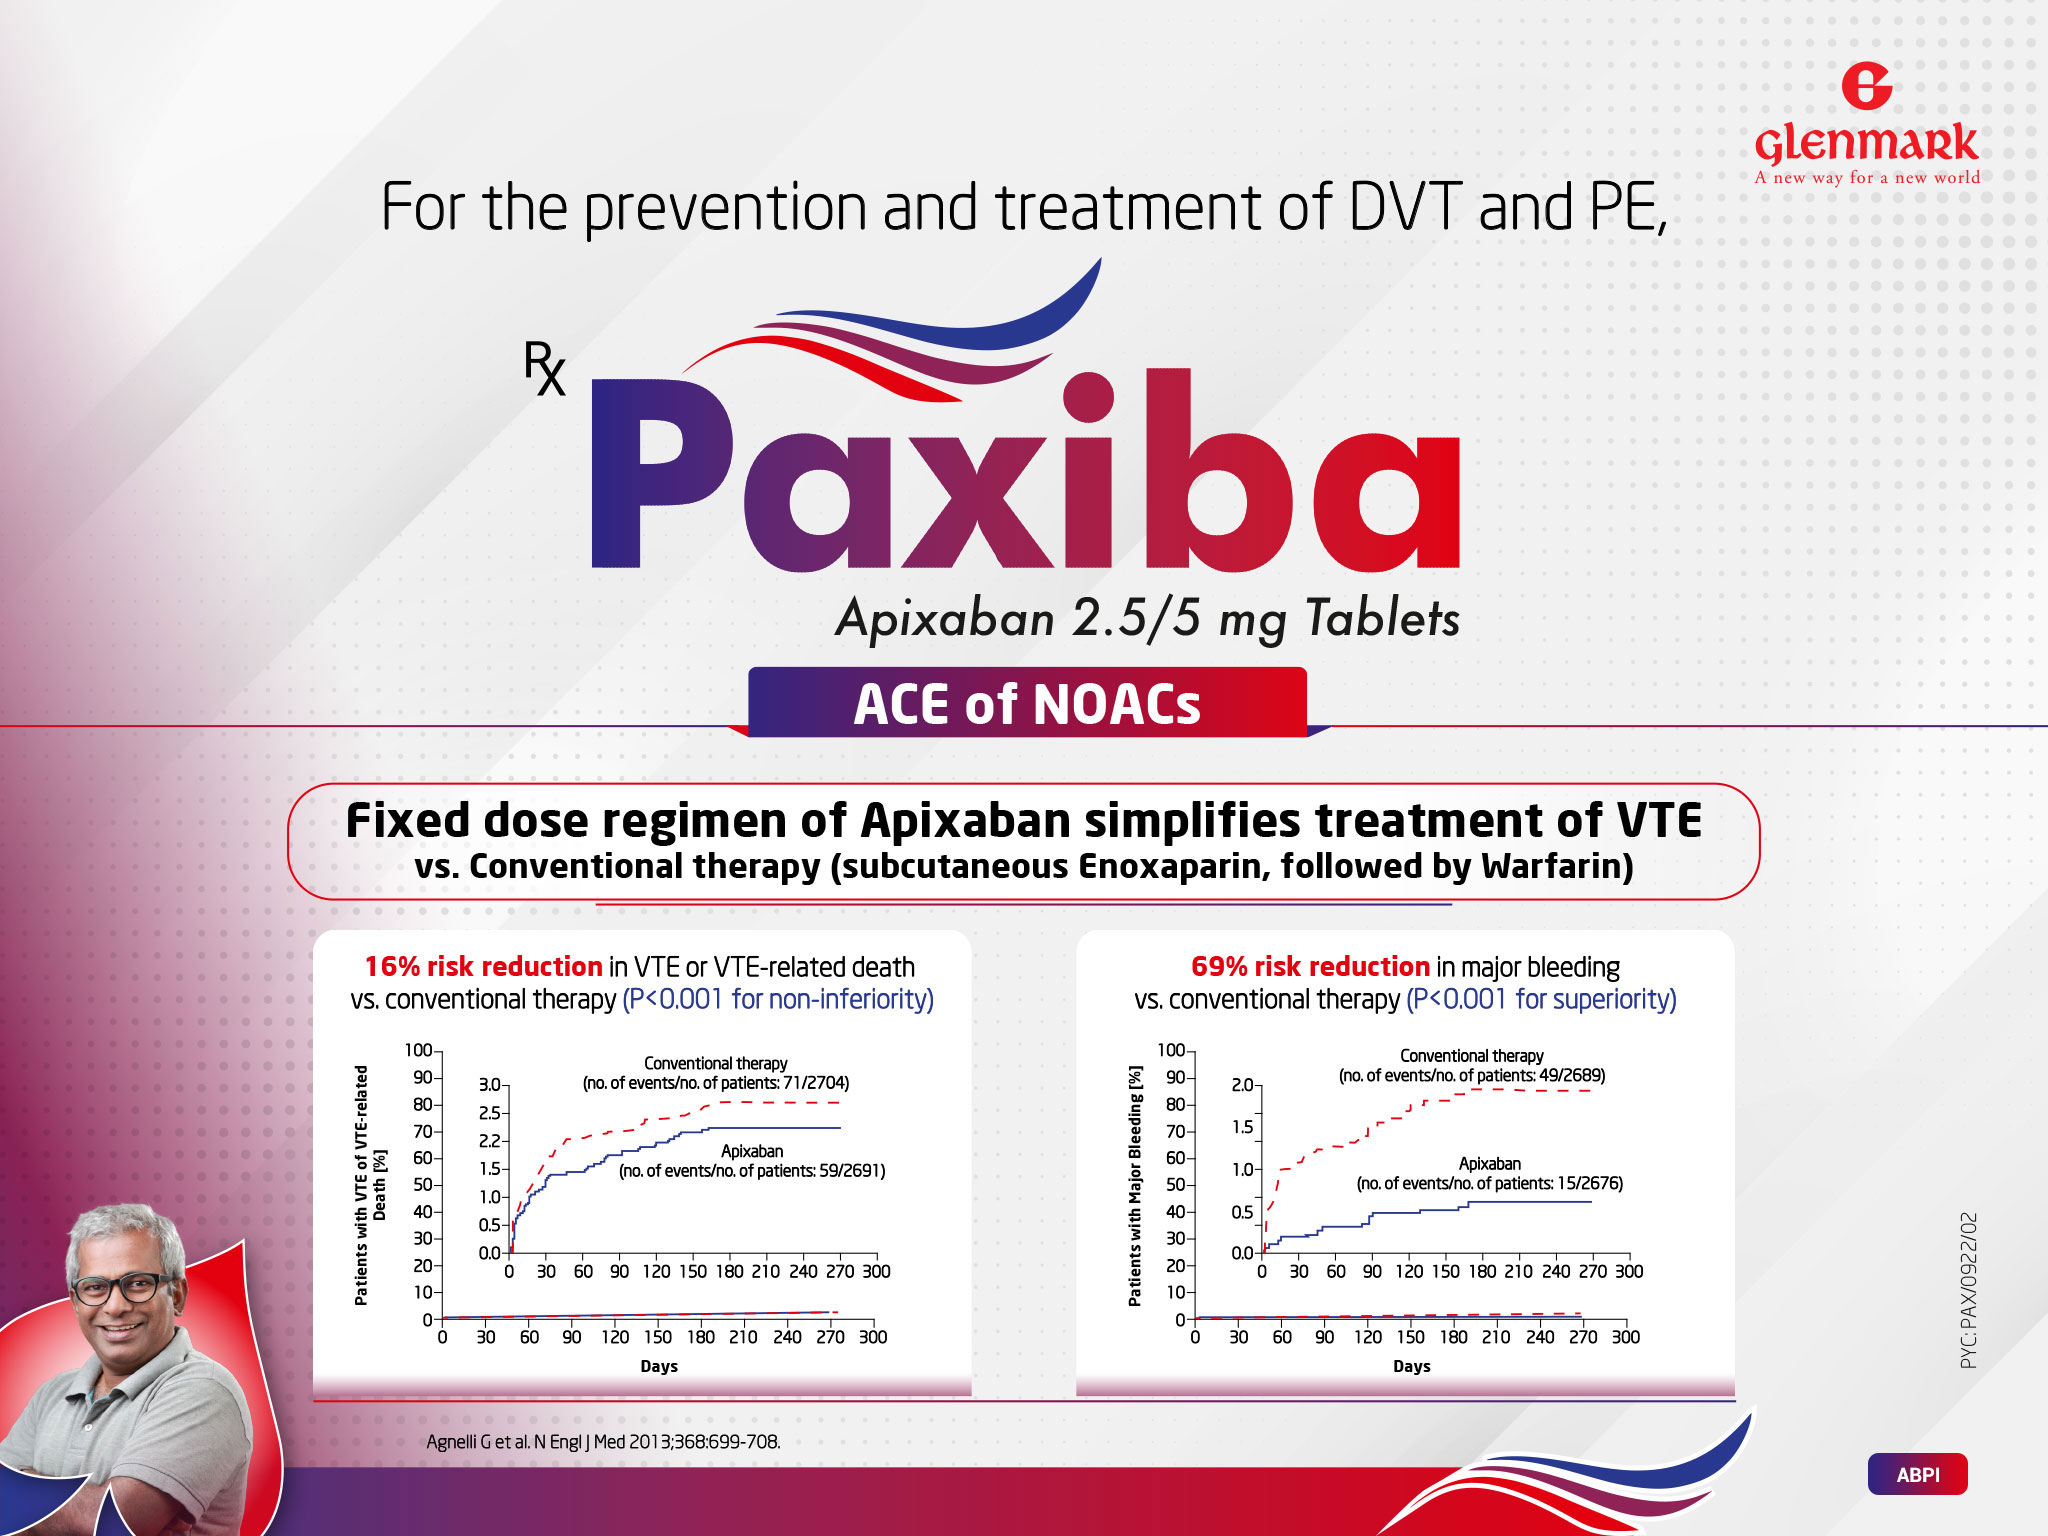 glenmark
A new way for a new world
For the prevention and treatment of DVT and PE,
Rx
Paxiba
Apixaban 2.5/5 mg Tablets
ACE of NOACs
Fixed dose regimen of Apixaban simplifies treatment of VTE
vs. Conventional therapy (subcutaneous Enoxaparin, followed by Warfarin)
16% risk reduction in VTE or VTE-related death
vs. conventional therapy (P<0.001 for non-inferiority)
Patients with VTE of VTE-related
Death [%]
100
90
80
70
60
50
40
30
20
10
0
3.0
2.5
2.2
1.5
1.0
0.5
0.0
Conventional therapy
(no. of events/no. of patients: 71/2704)
Apixaban
(no. of events/no. of patients: 59/2691)
0 30 60 90 120 150 180 210 240 270 300
0 30 60 90 120 150 180 210 240 270 300
Days
69% risk reduction in major bleeding
vs. conventional therapy (P<0.001 for superiority)
Patients with Major Bleeding [%]
100
90
80
70
60
50
40
30
20
10
0
2.0
1.5
1.0
0.5
0.0
Conventional therapy
(no. of events/no. of patients: 49/2689)
Apixaban
(no. of events/no. of patients: 15/2676)
0 30 60 90 120 150 180 210 240 270 300
0 30 60 90 120 150 180 210 240 270 300
Days
PYC:PAX/0922/02
Agnelli G et al. N Engl J Med 2013;368:699-708.
ABPI